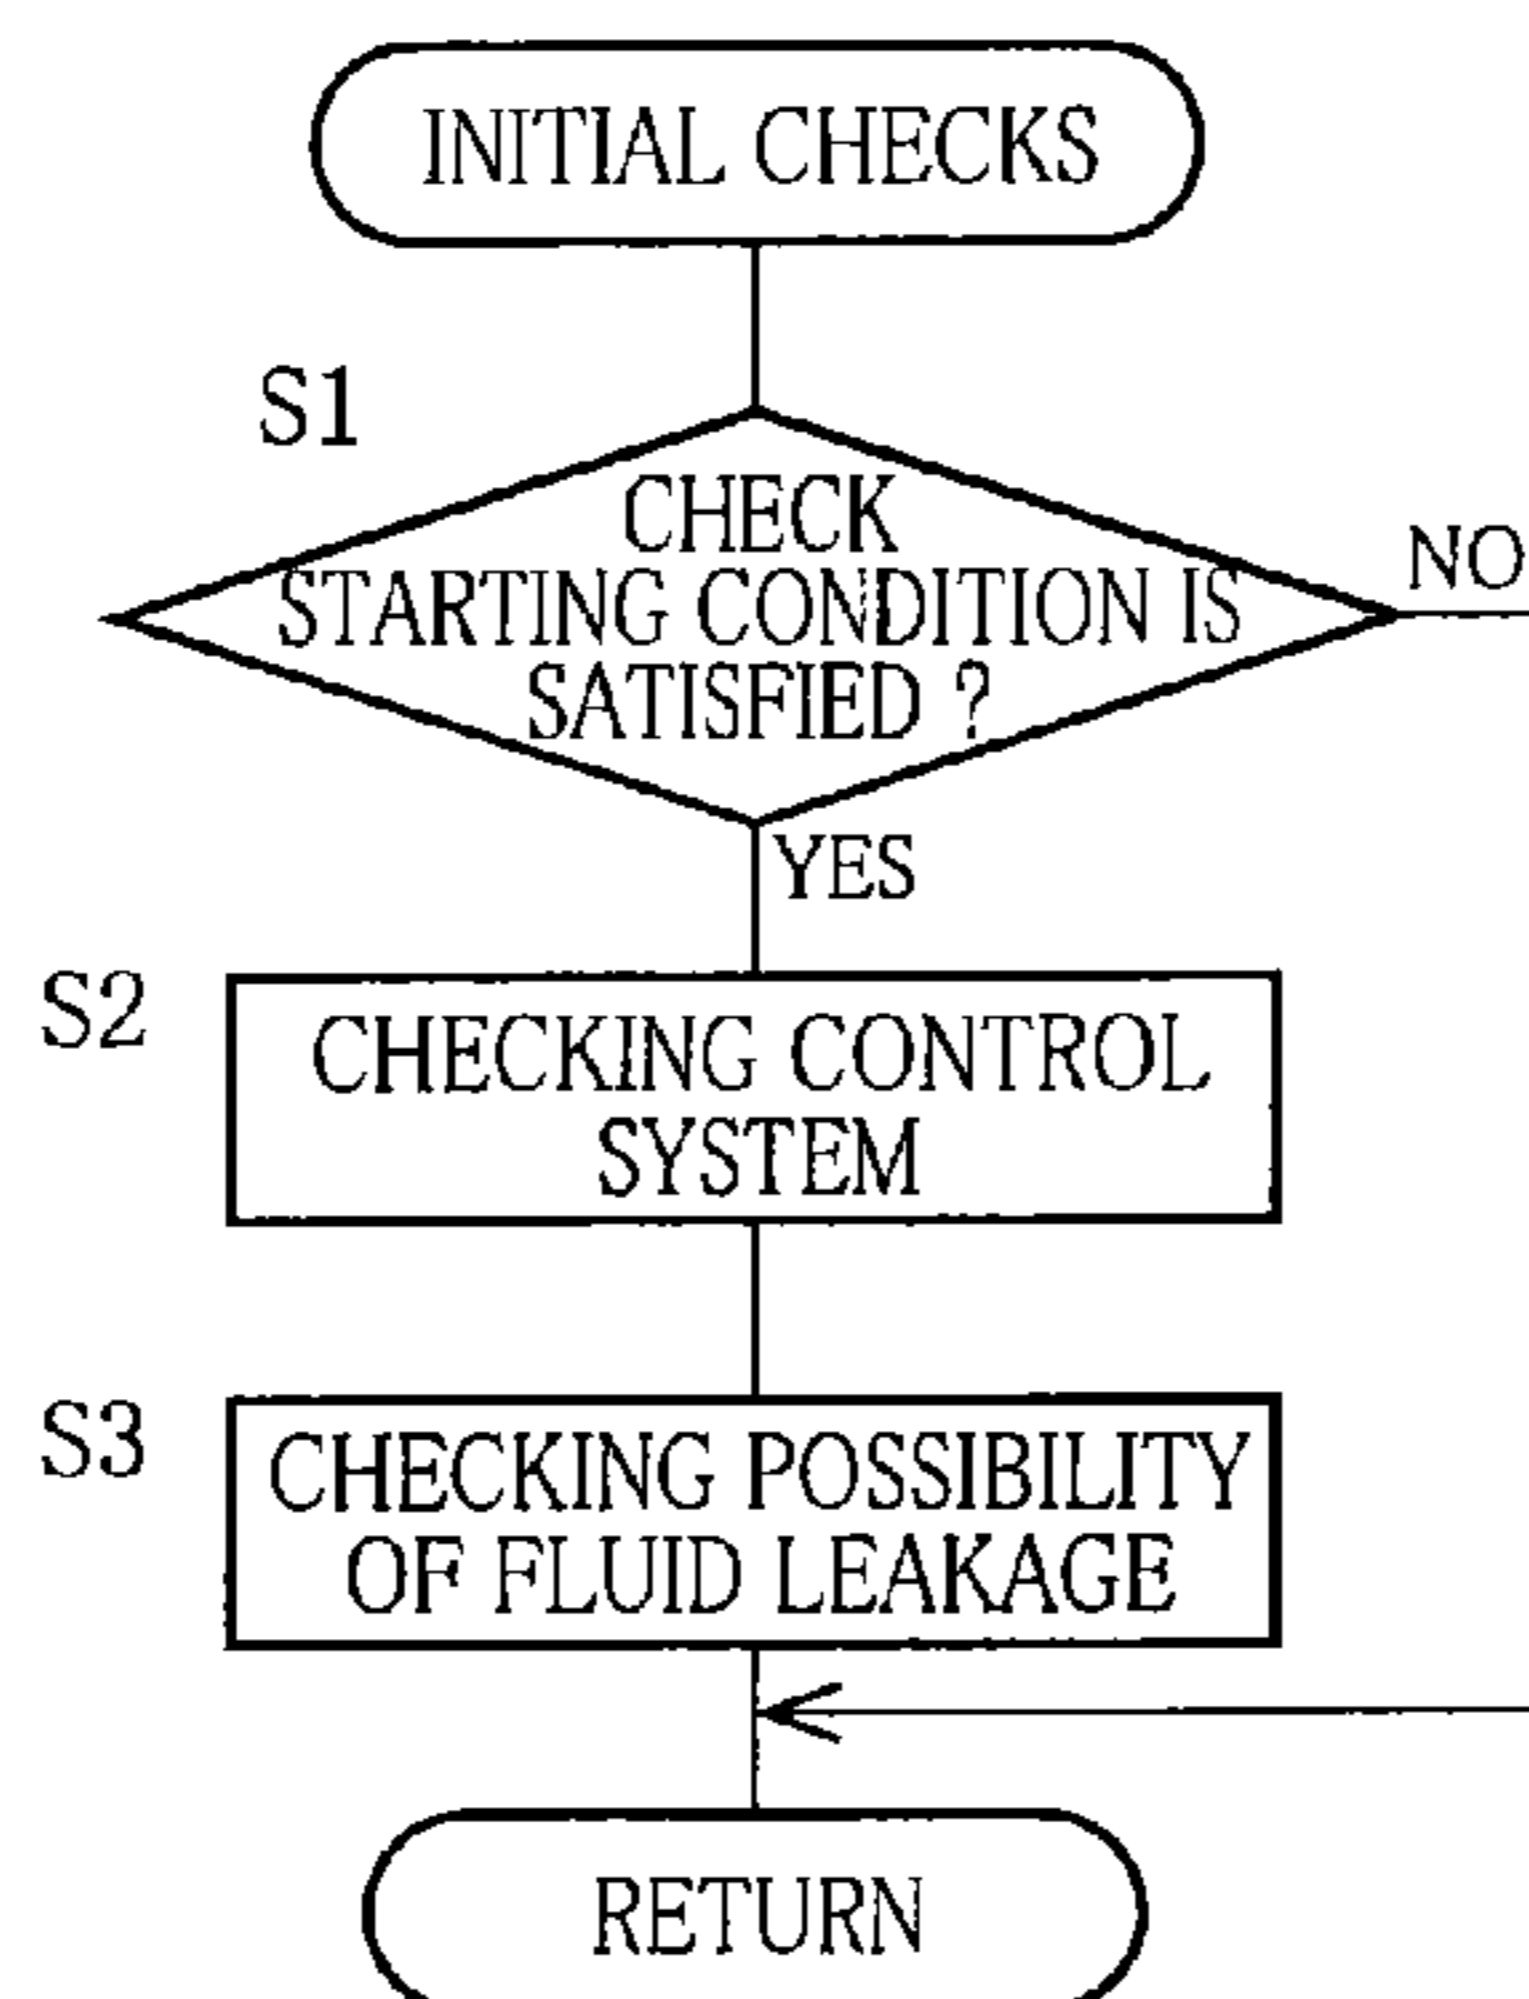 INITIAL CHECKS
S1
CHECK
STARTING CONDITION IS
SATISFIED ?
NO
YES
S2
CHECKING CONTROL
SYSTEM
S3
CHECKING POSSIBILITY
OF FLUID LEAKAGE
RETURN